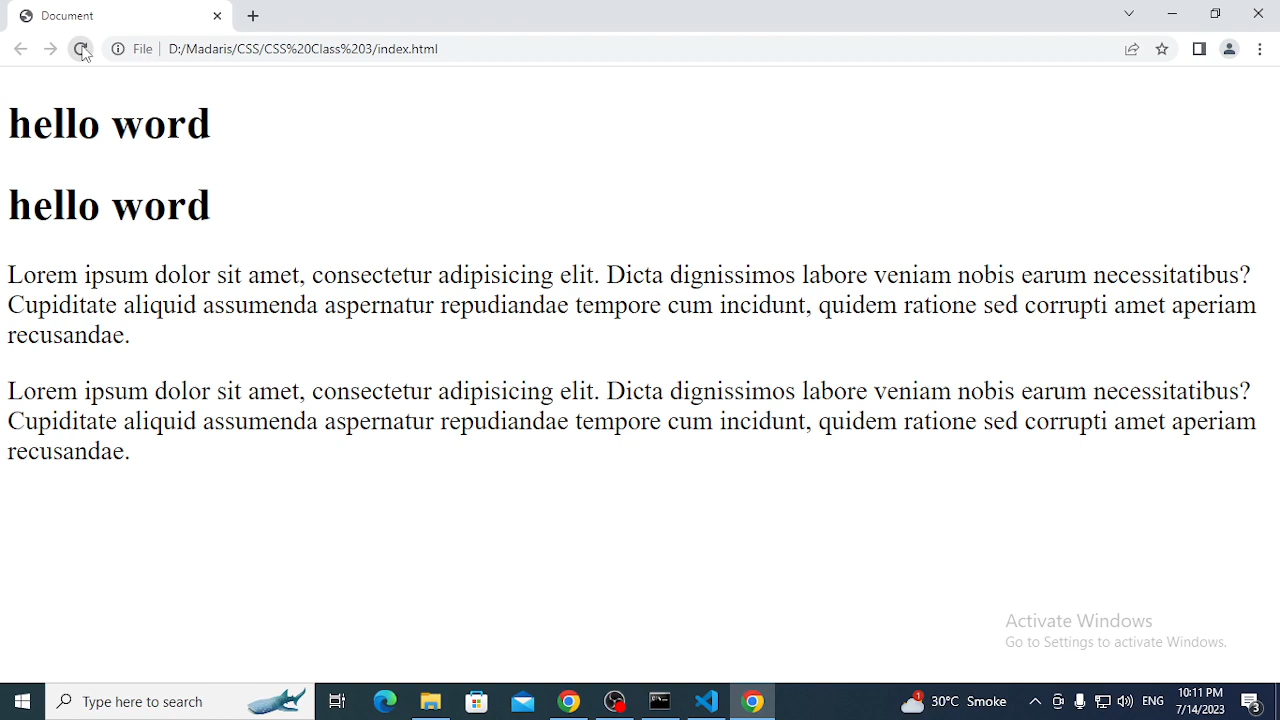 Document
File
D:/Madaris/CSS/CSS%20Class%203/index.html
hello word
hello word
Lorem ipsum dolor sit amet, consectetur adipisicing elit. Dicta dignissimos labore veniam nobis earum necessitatibus?
Cupiditate aliquid assumenda aspernatur repudiandae tempore cum incidunt, quidem ratione sed corrupti amet aperiam
recusandae.
Lorem ipsum dolor sit amet, consectetur adipisicing elit. Dicta dignissimos labore veniam nobis earum necessitatibus?
Cupiditate aliquid assumenda aspernatur repudiandae tempore cum incidunt, quidem ratione sed corrupti amet aperiam
recusandae.
Activate Windows
Go to Settings to activate Windows.
Type here to search
1
30°C Smoke
ENG
10:11 PM
7/14/2023
3